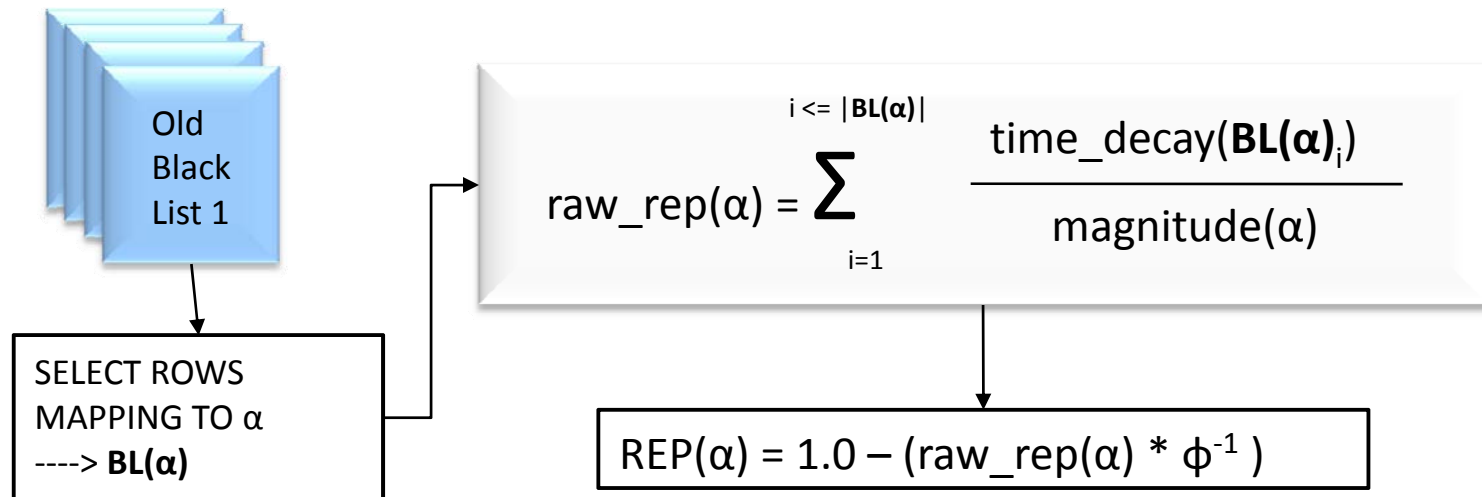 Old
Black
List 1
SELECT ROWS
MAPPING TO α
----> BL(α)
i <= |BL(α)|
raw_rep(α) = Σ time_decay(BL(α)i)
magnitude(α)
i=1
REP(α) = 1.0 – (raw_rep(α) * ϕ-1 )